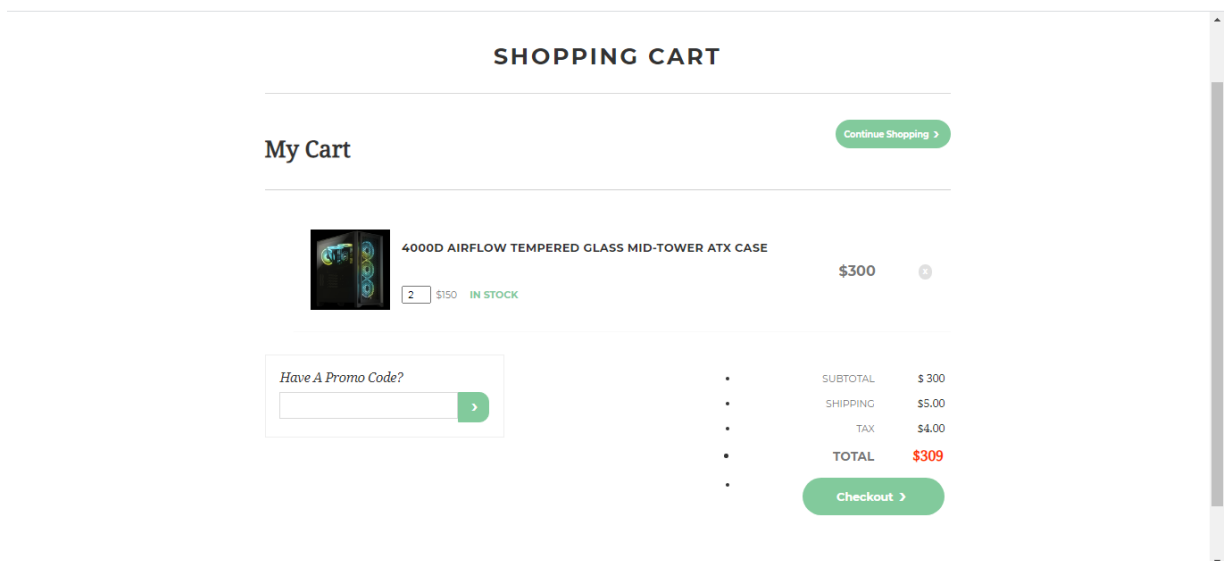 SHOPPING CART
My Cart
Continue Shopping >
4000D AIRFLOW TEMPERED GLASS MID-TOWER ATX CASE
$300
x
2 $150 IN STOCK
Have A Promo Code?
>
SUBTOTAL $ 300
SHIPPING $5.00
TAX $4.00
TOTAL $309
Checkout >